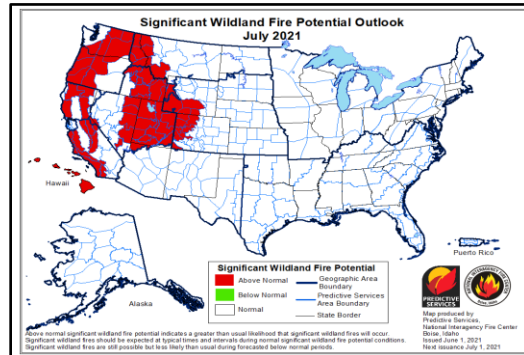 Significant Wildland Fire Potential Outlook
July 2021
Hawaii
Alaska
Puerto Rico
Significant Wildland Fire Potential
Above Normal
Below Normal
Normal
Geographic Area
Boundary
Predictive Services
Area Boundary
State Border
PREDICTIVE
SERVICES
Map produced by
Predictive Services,
National Interagency Fire Center
Boise, Idaho
Issued June 1, 2021
Next issuance July 1, 2021
Above normal significant wildland fire potential indicates a greater than usual likelihood that significant wildland fires will occur.
Significant wildland fires should be expected at typical times and intervals during normal significant wildland fire potential conditions.
Significant wildland fires are still possible but less likely than usual during forecasted below normal periods.